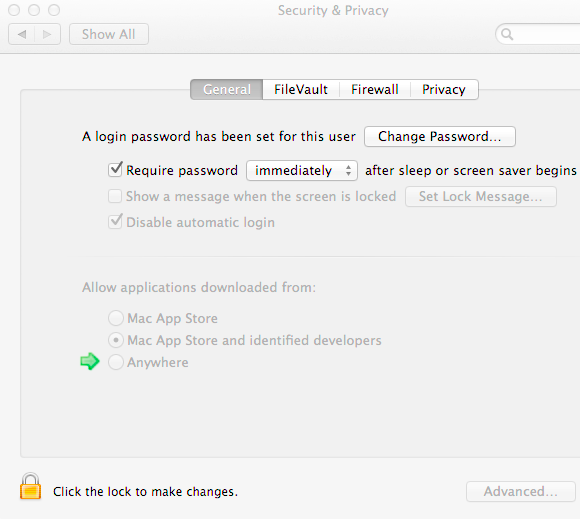 Security & Privacy
Show All
General FileVault Firewall Privacy
A login password has been set for this user Change Password...
Require password immediately after sleep or screen saver begins
Show a message when the screen is locked Set Lock Message...
Disable automatic login
Allow applications downloaded from:
Mac App Store
Mac App Store and identified developers
Anywhere
Click the lock to make changes. Advanced...